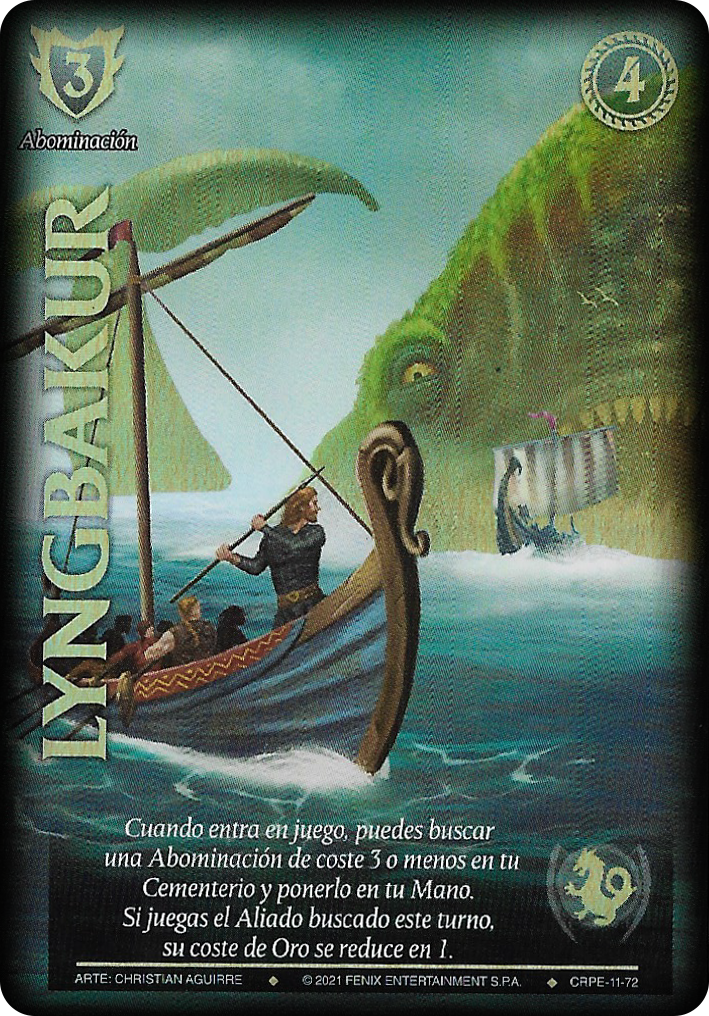 3
4
Abominación
LYNGBAKUR
Cuando entra en juego, puedes buscar
una Abominación de coste 3 o menos en tu
Cementerio y ponerlo en tu Mano.
Si juegas el Aliado buscado este turno,
su coste de Oro se reduce en 1.
ARTE: CHRISTIAN AGUIRRE ◆ © 2021 FENIX ENTERTAINMENT S.P.A. ◆ CRPE-11-72